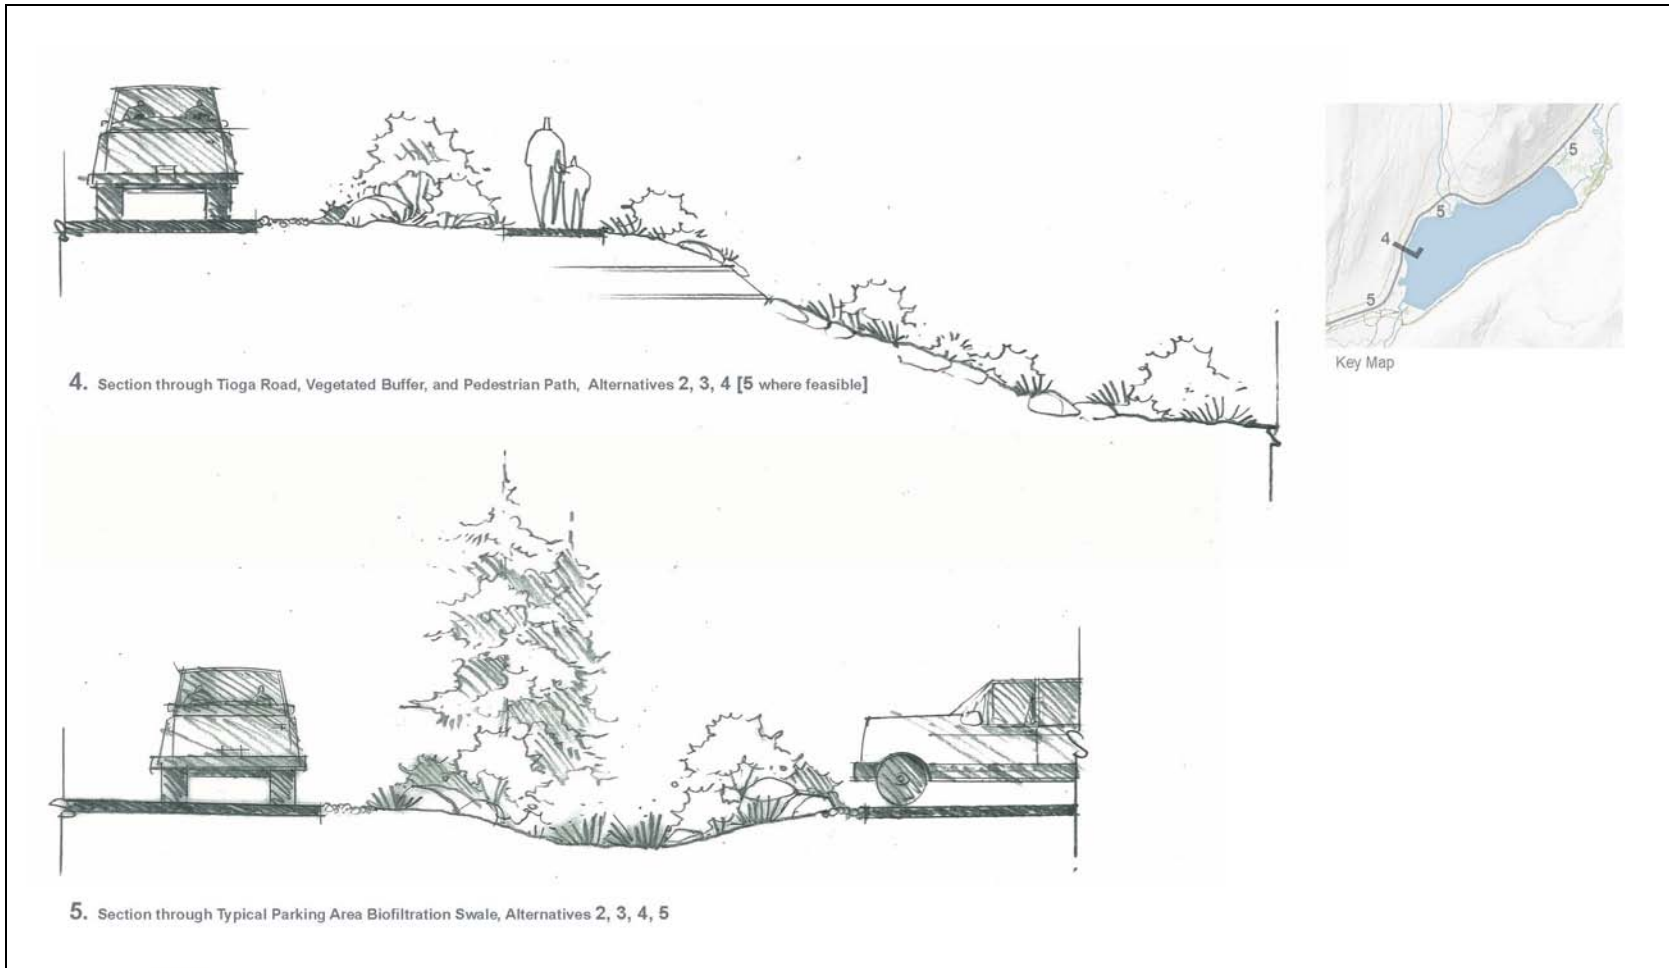 4. Section through Tioga Road, Vegetated Buffer, and Pedestrian Path, Alternatives 2, 3, 4 [5 where feasible]
5
5
4
5
Key Map
5. Section through Typical Parking Area Biofiltration Swale, Alternatives 2, 3, 4, 5